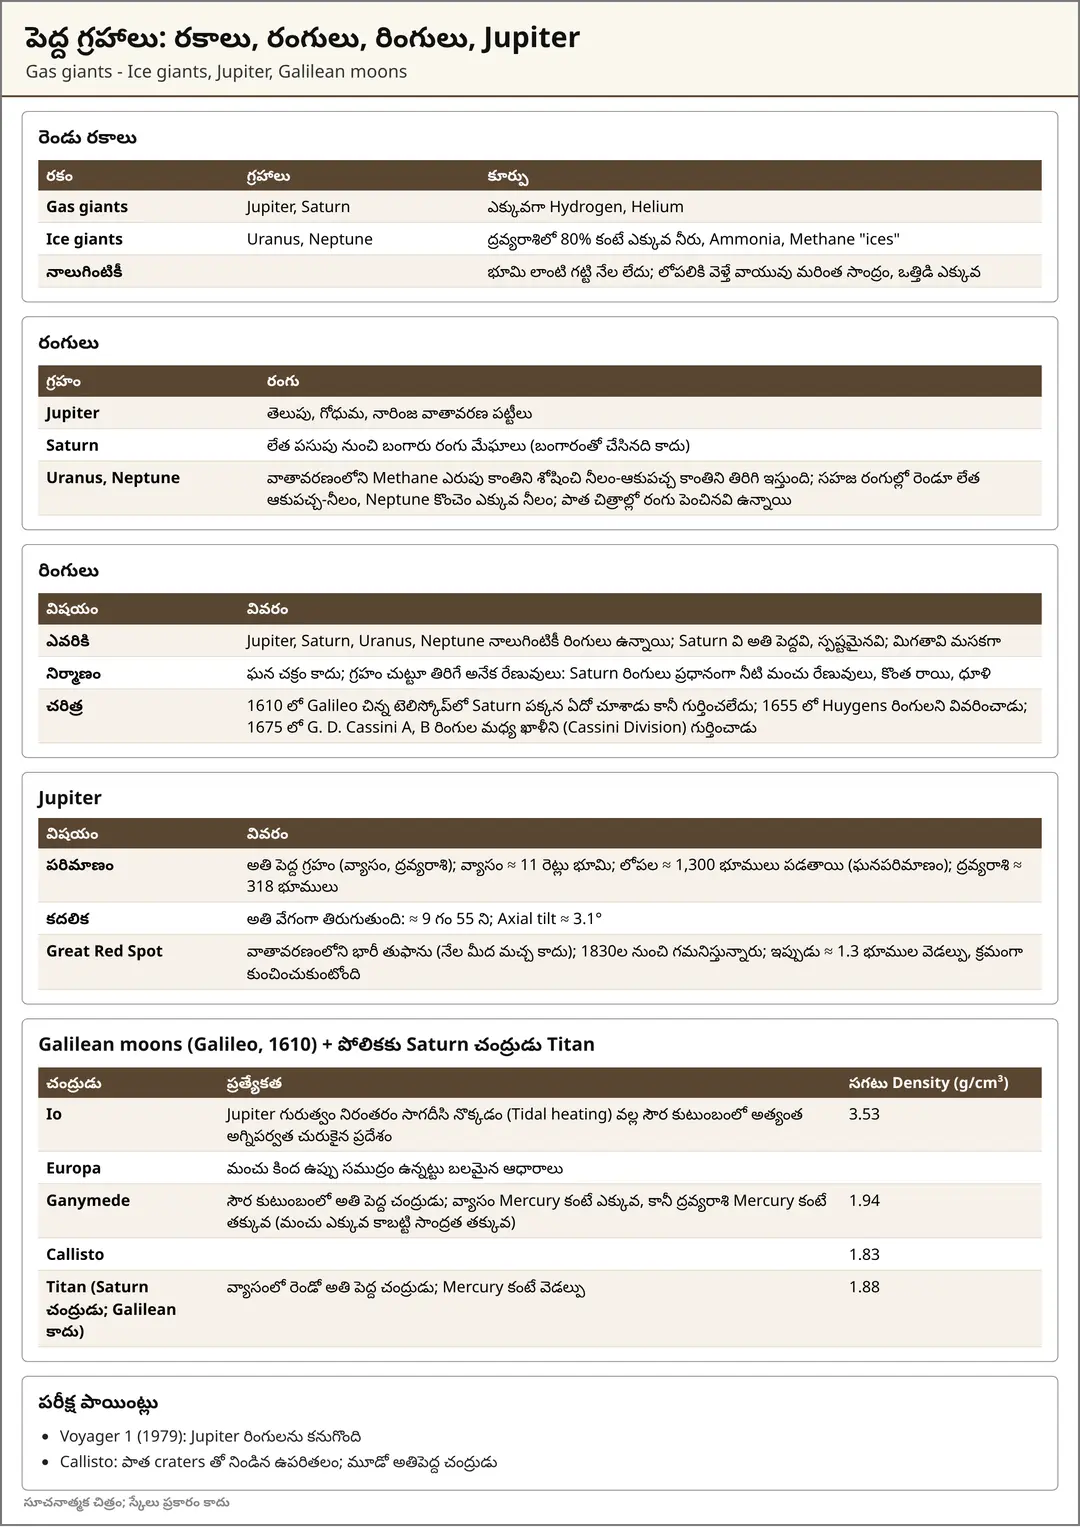 పెద్ద గ్రహాలు: రకాలు, రంగులు, రింగులు, Jupiter
Gas giants - Ice giants, Jupiter, Galilean moons
రెండు రకాలు
రకం గ్రహాలు కూర్పు
Gas giants Jupiter, Saturn ఎక్కువగా Hydrogen, Helium
Ice giants Uranus, Neptune ద్రవ్యరాశిలో 80% కంటే ఎక్కువ నీరు, Ammonia, Methane "ices"
నాలుగింటికీ భూమి లాంటి గట్టి నేల లేదు; లోపలికి వెళ్తే వాయువు మరింత సాంద్రం, ఒత్తిడి ఎక్కువ
రంగులు
గ్రహం రంగు
Jupiter తెలుపు, గోధుమ, నారింజ వాతావరణ పట్టీలు
Saturn లేత పసుపు నుంచి బంగారు రంగు మేఘాలు (బంగారంతో చేసినది కాదు)
Uranus, Neptune వాతావరణంలోని Methane ఎరుపు కాంతిని శోషించి నీలం-ఆకుపచ్చ కాంతిని తిరిగి ఇస్తుంది; సహజ రంగుల్లో రెండూ లేత
ఆకుపచ్చ-నీలం, Neptune కొంచెం ఎక్కువ నీలం; పాత చిత్రాల్లో రంగు పెంచినవి ఉన్నాయి
రింగులు
విషయం వివరం
ఎవరికి Jupiter, Saturn, Uranus, Neptune నాలుగింటికీ రింగులు ఉన్నాయి; Saturn వి అతి పెద్దవి, స్పష్టమైనవి; మిగతావి మసకగా
నిర్మాణం ఘన చక్రం కాదు; గ్రహం చుట్టూ తిరిగే అనేక రేణువులు: Saturn రింగులు ప్రధానంగా నీటి మంచు రేణువులు, కొంత రాయి, ధూళి
చరిత్ర 1610 లో Galileo చిన్న టెలిస్కోప్‌లో Saturn పక్కన ఏదో చూశాడు కానీ గుర్తించలేదు; 1655 లో Huygens రింగులని వివరించాడు;
1675 లో G. D. Cassini A, B రింగుల మధ్య ఖాళీని (Cassini Division) గుర్తించాడు
Jupiter
విషయం వివరం
పరిమాణం అతి పెద్ద గ్రహం (వ్యాసం, ద్రవ్యరాశి); వ్యాసం ≈ 11 రెట్లు భూమి; లోపల ≈ 1,300 భూములు పడతాయి (ఘనపరిమాణం); ద్రవ్యరాశి ≈
318 భూములు
కదలిక అతి వేగంగా తిరుగుతుంది: ≈ 9 గం 55 ని; Axial tilt ≈ 3.1°
Great Red Spot వాతావరణంలోని భారీ తుఫాను (నేల మీద మచ్చ కాదు); 1830ల నుంచి గమనిస్తున్నారు; ఇప్పుడు ≈ 1.3 భూముల వెడల్పు, క్రమంగా
కుంచించుకుంటోంది
Galilean moons (Galileo, 1610) + పోలికకు Saturn చంద్రుడు Titan
చంద్రుడు ప్రత్యేకత సగటు Density (g/cm³)
Io Jupiter గురుత్వం నిరంతరం సాగదీసి నొక్కడం (Tidal heating) వల్ల సౌర కుటుంబంలో అత్యంత 3.53
అగ్నిపర్వత చురుకైన ప్రదేశం
Europa మంచు కింద ఉప్పు సముద్రం ఉన్నట్టు బలమైన ఆధారాలు
Ganymede సౌర కుటుంబంలో అతి పెద్ద చంద్రుడు; వ్యాసం Mercury కంటే ఎక్కువ, కానీ ద్రవ్యరాశి Mercury కంటే 1.94
తక్కువ (మంచు ఎక్కువ కాబట్టి సాంద్రత తక్కువ)
Callisto 1.83
Titan (Saturn వ్యాసంలో రెండో అతి పెద్ద చంద్రుడు; Mercury కంటే వెడల్పు 1.88
చంద్రుడు; Galilean
కాదు)
పరీక్ష పాయింట్లు
• Voyager 1 (1979): Jupiter రింగులను కనుగొంది
• Callisto: పాత craters తో నిండిన ఉపరితలం; మూడో అతిపెద్ద చంద్రుడు
సూచనాత్మక చిత్రం; స్కేలు ప్రకారం కాదు